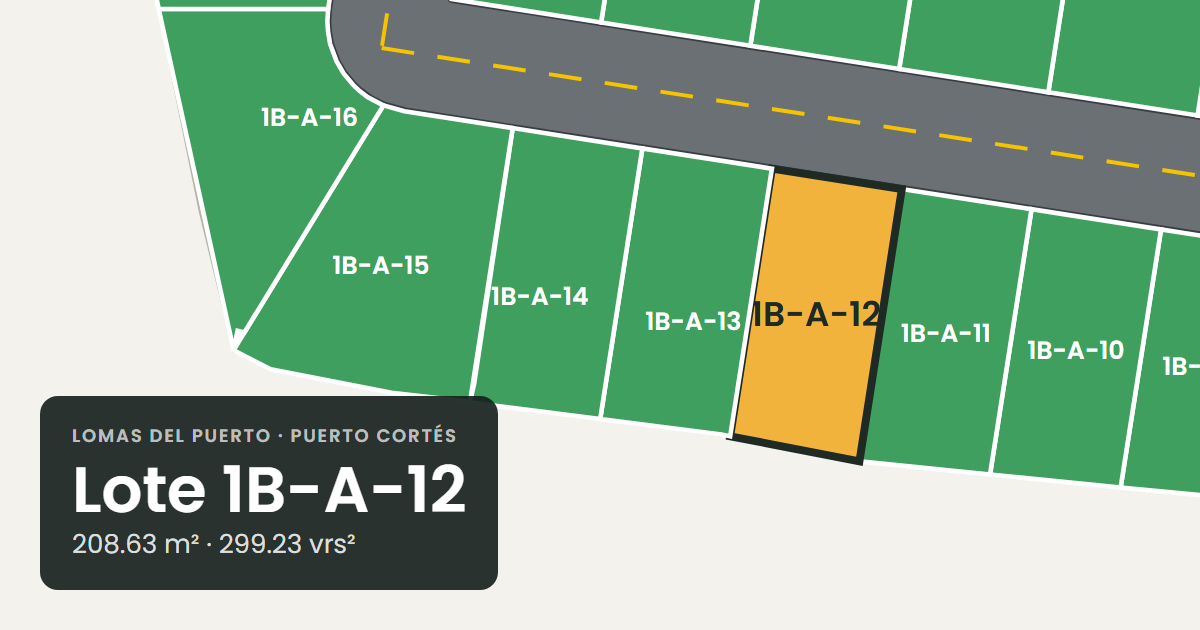 1B-A-16
1B-A-15
1B-A-14
1B-A-13
1B-A-12
1B-A-11
1B-A-10
1B-
LOMAS DEL PUERTO · PUERTO CORTÉS
Lote 1B-A-12
208.63 m² · 299.23 vrs²